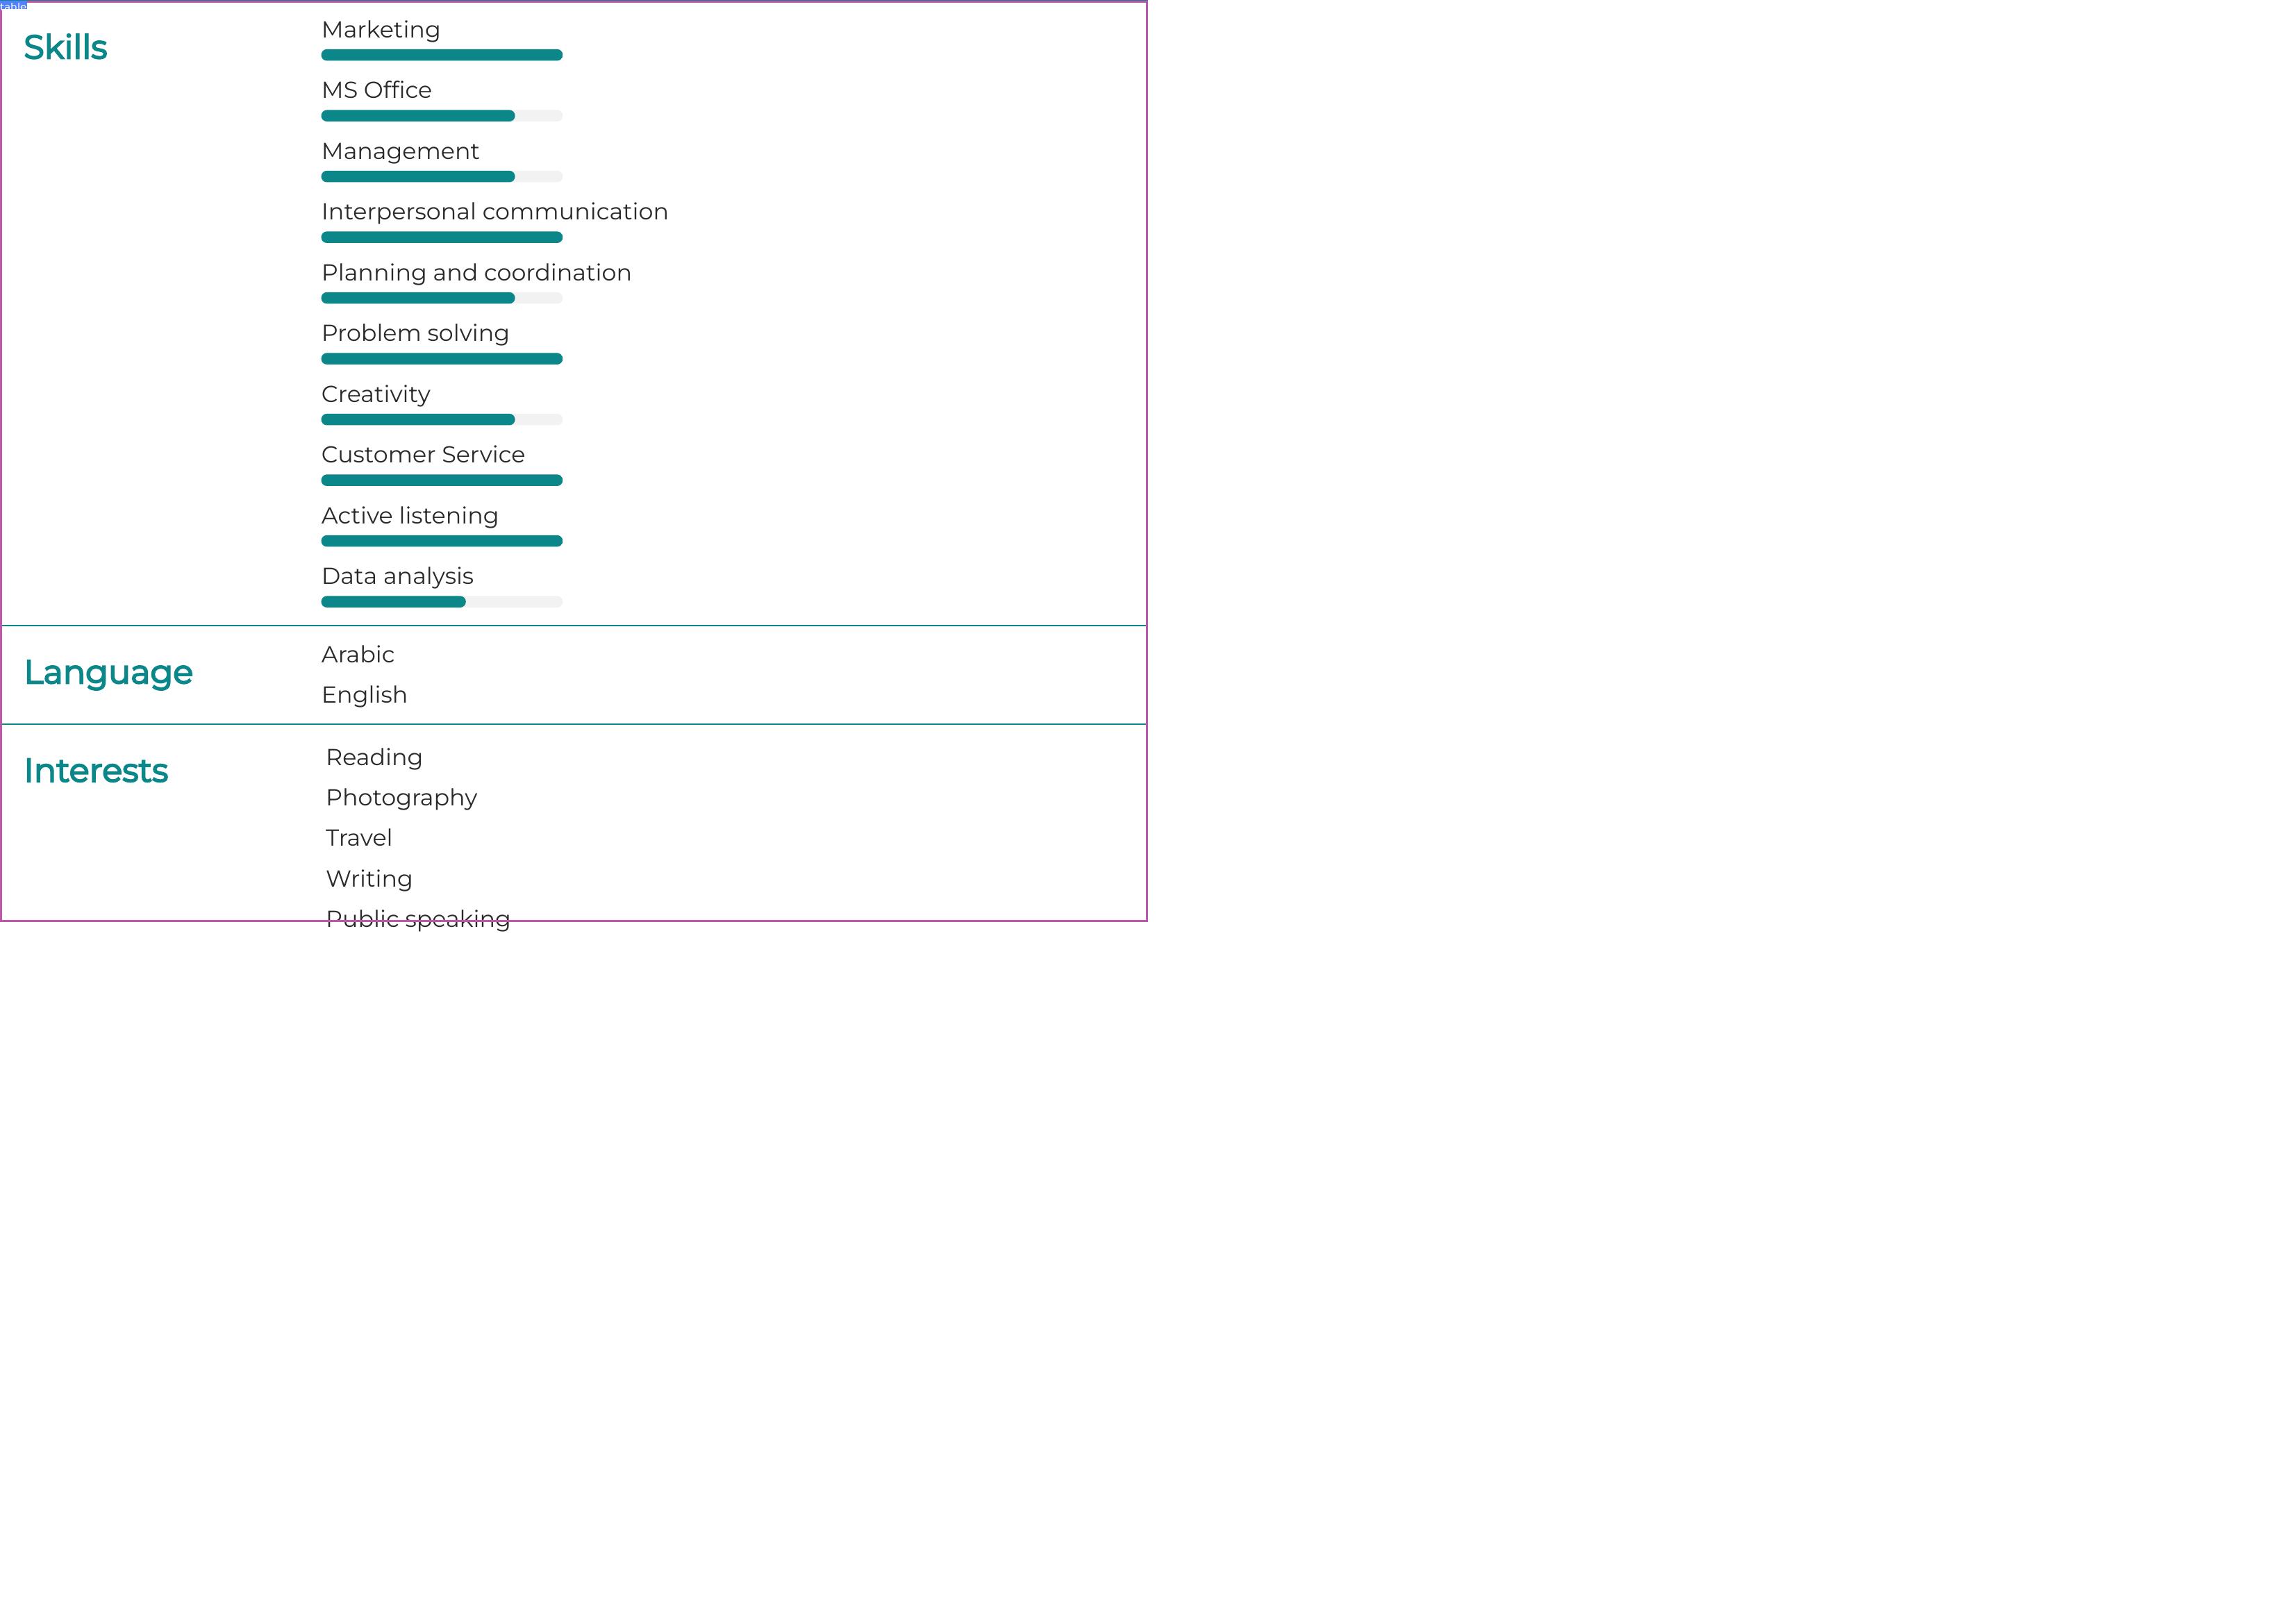 table
Skills
Marketing
MS Office
Management
Interpersonal communication
Planning and coordination
Problem solving
Creativity
Customer Service
Active listening
Data analysis
Language
Arabic
English
Interests
Reading
Photography
Travel
Writing
Public speaking